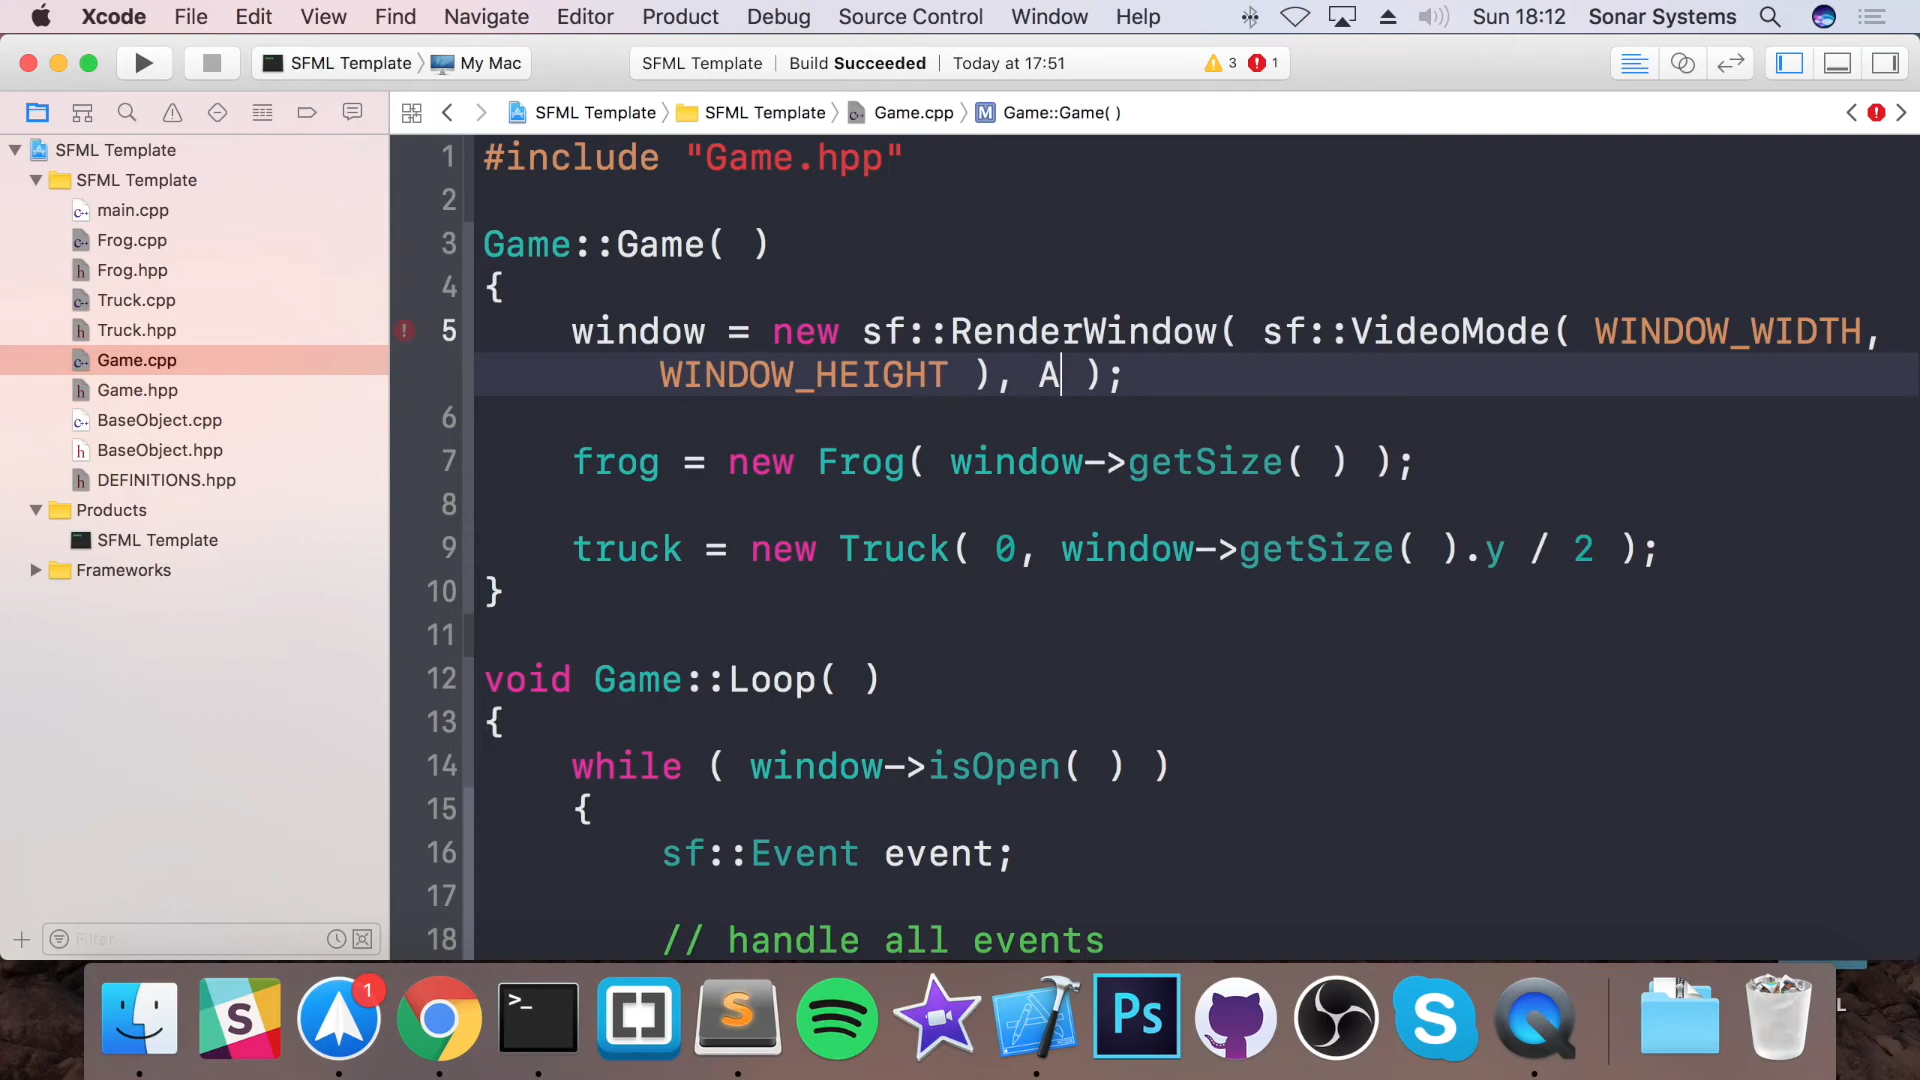 Xcode File Edit View Find Navigate Editor Product Debug Source Control Window Help Sun 18:12 Sonar Systems
SFML Template My Mac SFML Template Build Succeeded Today at 17:51 3 1
SFML Template SFML Template Game.cpp M Game::Game( )
SFML Template
SFML Template
main.cpp
Frog.cpp
Frog.hpp
Truck.cpp
Truck.hpp
Game.cpp
Game.hpp
BaseObject.cpp
BaseObject.hpp
DEFINITIONS.hpp
Products
SFML Template
Frameworks
Filter
1 #include "Game.hpp"
2
3 Game::Game( )
4 {
5 window = new sf::RenderWindow( sf::VideoMode( WINDOW_WIDTH,
WINDOW_HEIGHT ), A );
6
7 frog = new Frog( window->getSize( ) );
8
9 truck = new Truck( 0, window->getSize( ).y / 2 );
10 }
11
12 void Game::Loop( )
13 {
14 while ( window->isOpen( ) )
15 {
16 sf::Event event;
17
18 // handle all events
S 1 >_ S Ps S